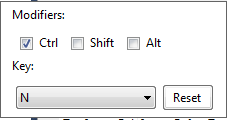 Modifiers:
Ctrl Shift Alt
Key:
N Reset